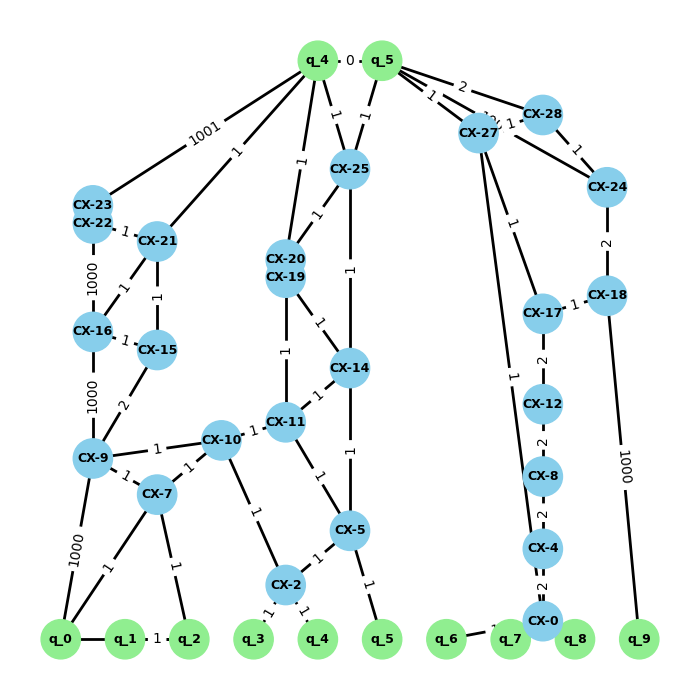 q_4 0 q_5
2
1
CX-28
1 1 CX-27 1
1001 1 1 1
CX-25 1
1 CX-24
CX-23
CX-22 1 CX-21 1 1 2
CX-20
CX-19 1
1000 1 1 CX-18
1 CX-17 1
CX-16 1 CX-15 1 1
2
CX-14 1
1000 2 1 CX-12
CX-11
CX-10 1 2
CX-9 1 1
1 1 1 1 CX-8 1000
CX-7
1 2
CX-5
1000 1 1 1 CX-4
CX-2 1 2
1 1 CX-0
q_0 q_1 1 q_2 q_3 q_4 q_5 q_6 q_7 q_8 q_9